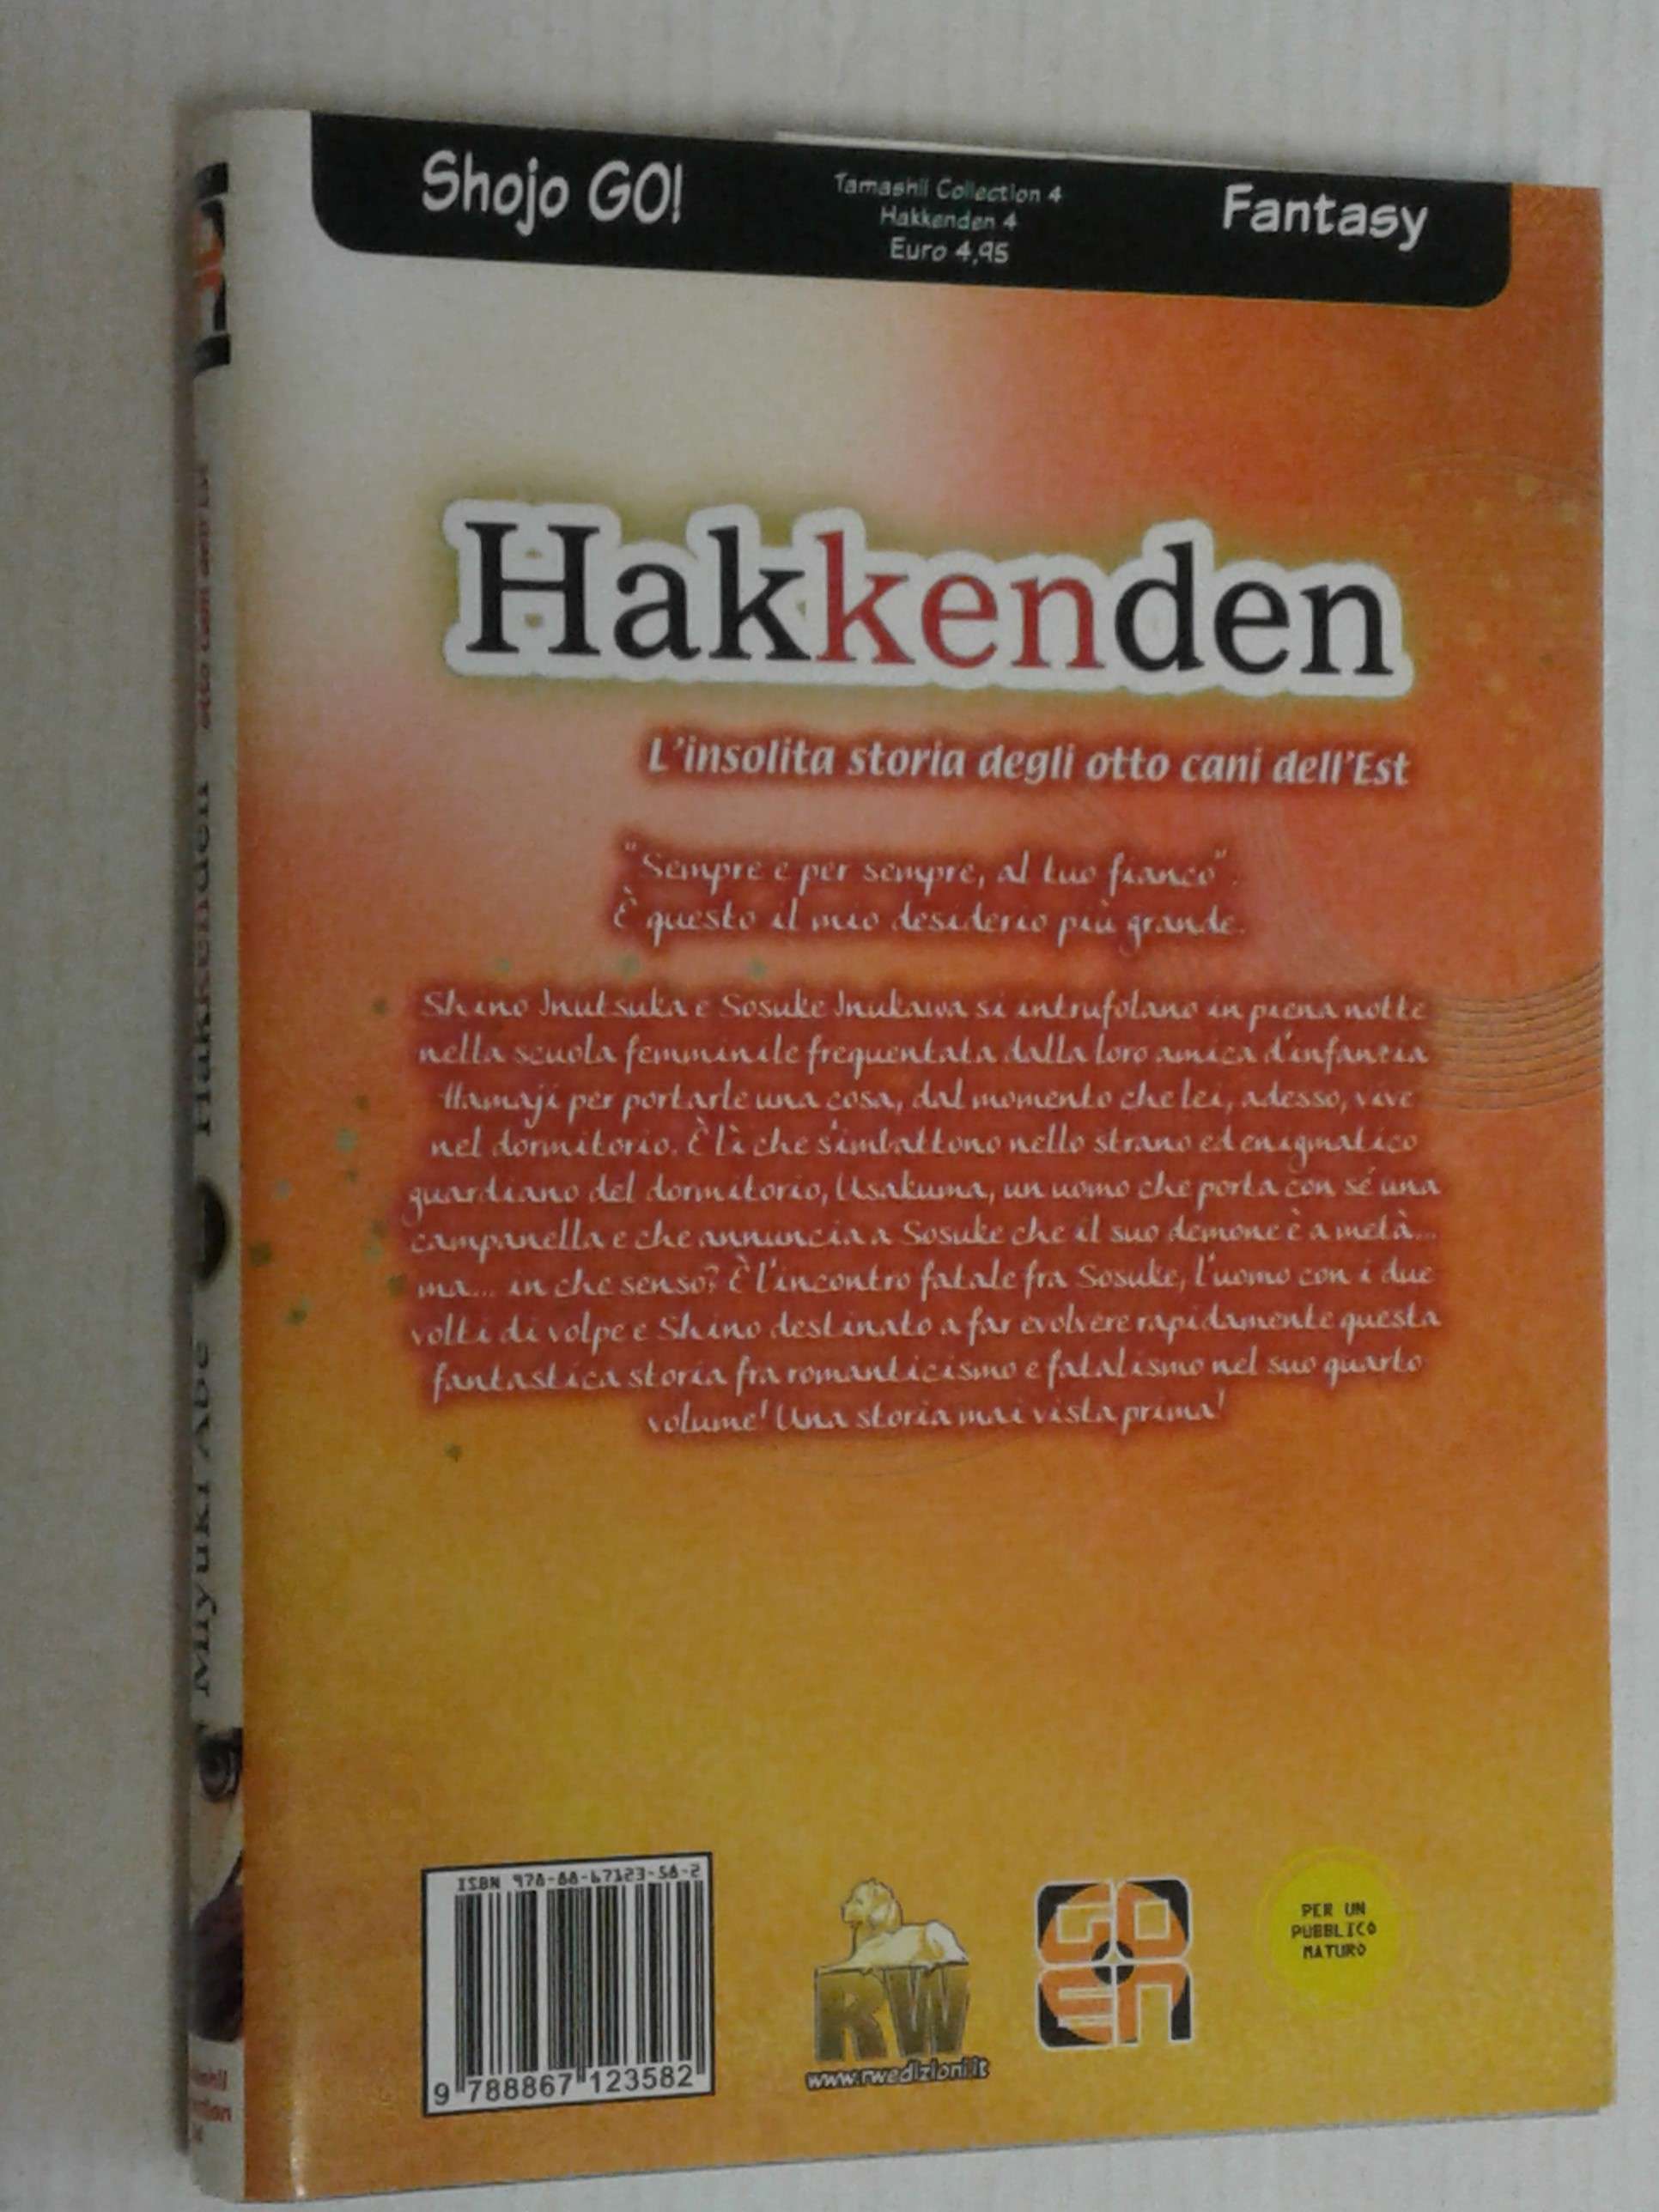 Shojo GO!
Tamashii Collection 4
Hakkenden 4
Euro 4,95
Fantasy
Hakkenden
L'insolita storia degli otto cani dell'Est
"Sempre e per sempre, al tuo fianco".
È questo il mio desiderio più grande.
Shino Inutsuka e Sosuke Inukawa si intrufolano in piena notte
nella scuola femminile frequentata dalla loro amica d'infanzia
Hamaji per portarle una cosa, dal momento che lei, adesso, vive
nel dormitorio. È lì che s'imbattono nello strano ed enigmatico
guardiano del dormitorio, Usakuma, un uomo che porta con sé una
campanella e che annuncia a Sosuke che il suo demone è a metà...
ma... in che senso? È l'incontro fatale fra Sosuke, l'uomo con i due
volti di volpe e Shino destinato a far evolvere rapidamente questa
fantastica storia fra romanticismo e fatalismo nel suo quarto
volume! Una storia mai vista prima!
ISBN 978-88-67123-58-2
9 788867 123582
RW
www.rwedizioni.it
GO
EN
PER UN
PUBBLICO
MATURO
Miyuki Abe
Hakkenden